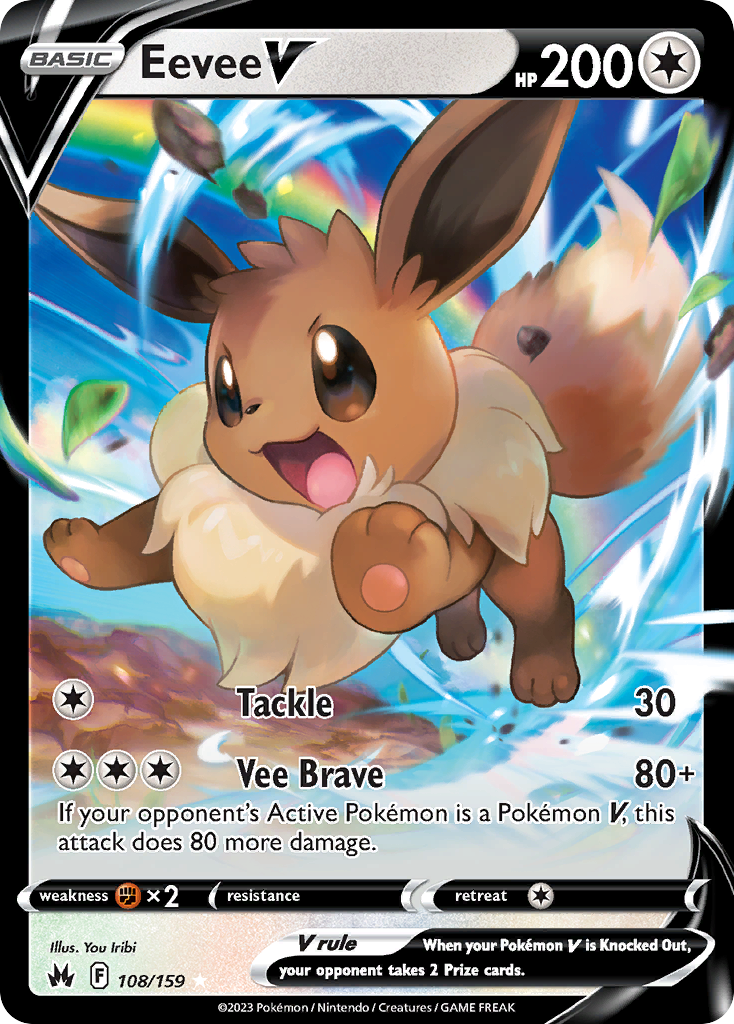 BASIC Eevee V HP 200
Tackle 30
Vee Brave 80+
If your opponent's Active Pokémon is a Pokémon V, this
attack does 80 more damage.
weakness ×2 resistance retreat
Illus. You Iribi
V rule When your Pokémon V is Knocked Out,
your opponent takes 2 Prize cards.
F 108/159
©2023 Pokémon / Nintendo / Creatures / GAME FREAK